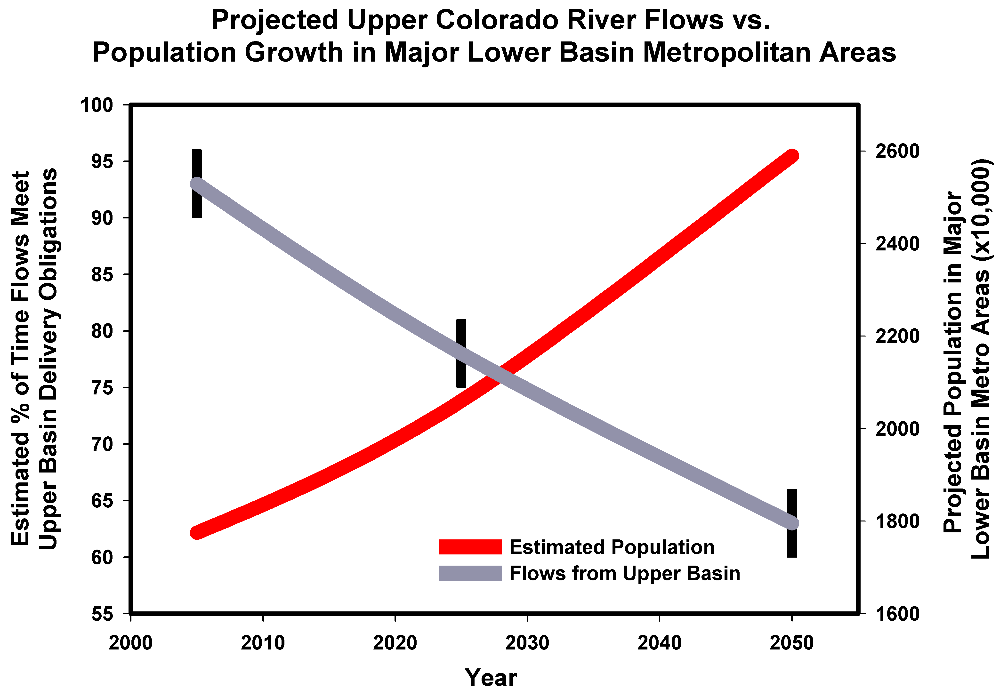 Projected Upper Colorado River Flows vs.
Population Growth in Major Lower Basin Metropolitan Areas
Estimated % of Time Flows Meet
Upper Basin Delivery Obligations
100
95
90
85
80
75
70
65
60
55
2600
2400
2200
2000
1800
1600
Projected Population in Major
Lower Basin Metro Areas (x10,000)
Estimated Population
Flows from Upper Basin
2000
2010
2020
2030
2040
2050
Year